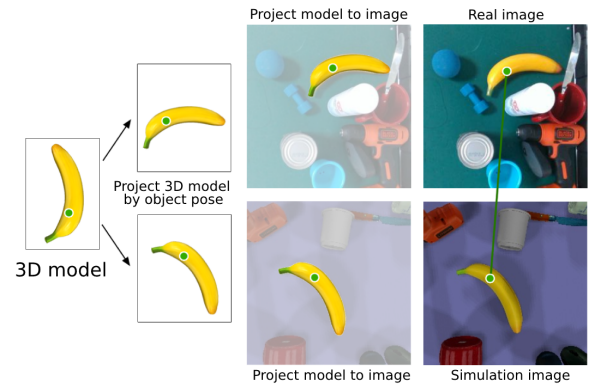 Project model to image
Real image
Project 3D model
by object pose
3D model
Project model to image
Simulation image